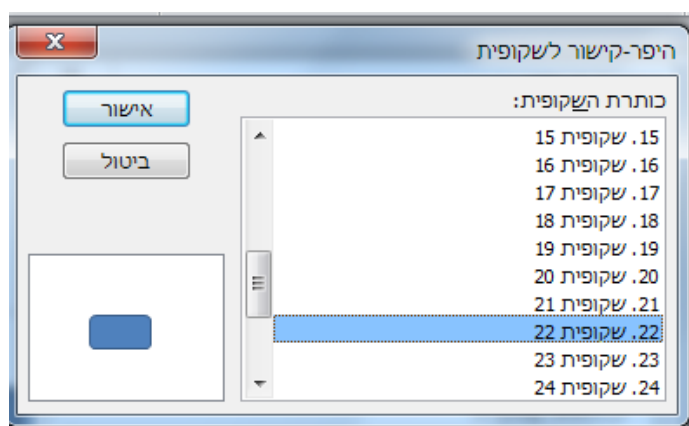 היפר-קישור לשקופית
כותרת השקופית:
15. שקופית 15
16. שקופית 16
17. שקופית 17
18. שקופית 18
19. שקופית 19
20. שקופית 20
21. שקופית 21
22. שקופית 22
23. שקופית 23
24. שקופית 24
אישור
ביטול